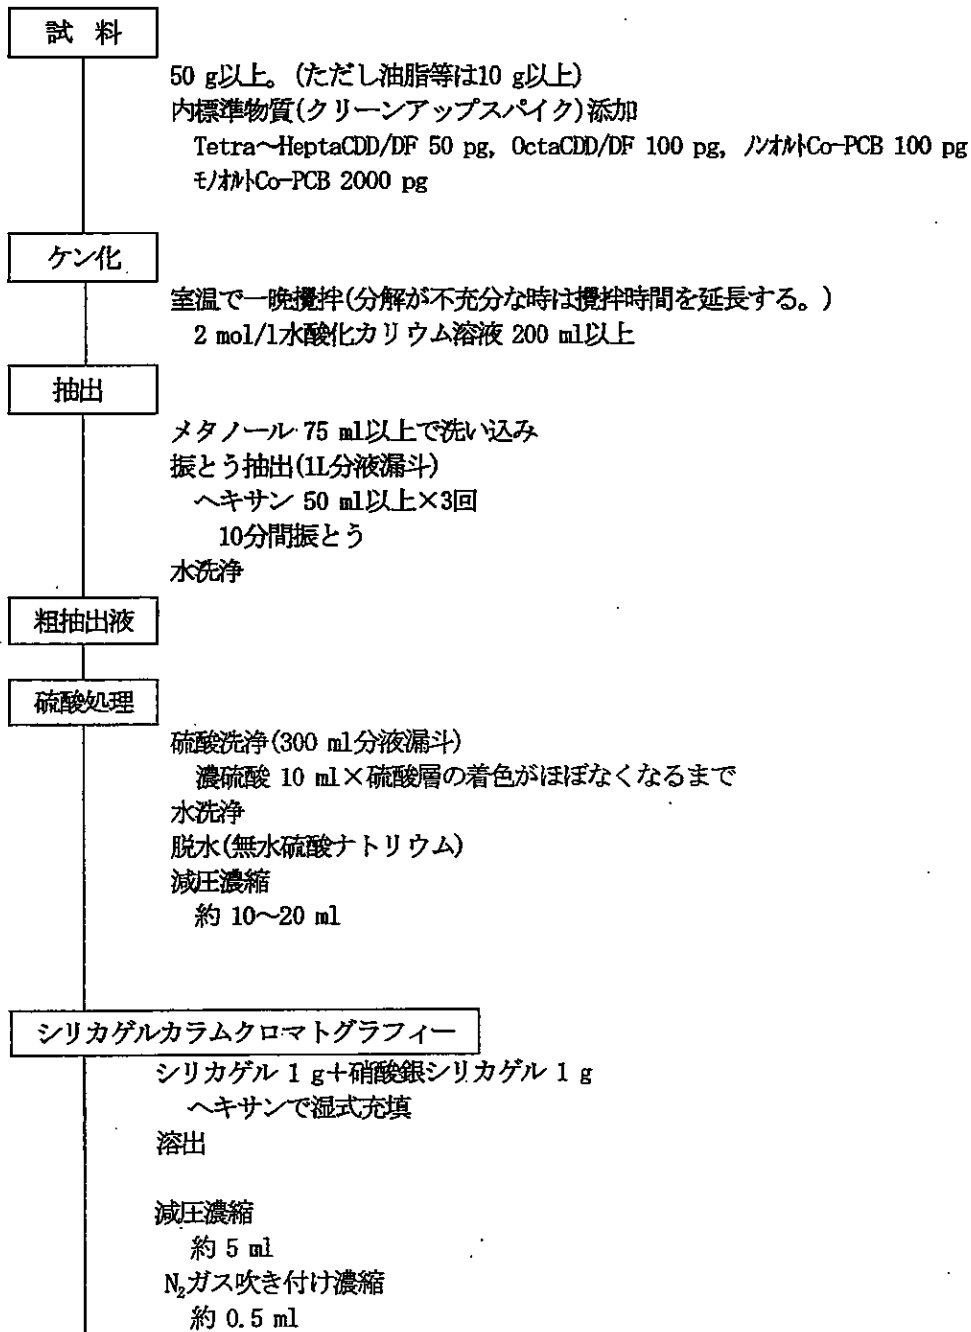 試 料
50 g以上。(ただし油脂等は10 g以上)
内標準物質(クリーンアップスパイク)添加
Tetra～HeptaCDD/DF 50 pg, OctaCDD/DF 100 pg, ノンオルトCo-PCB 100 pg
モノオルトCo-PCB 2000 pg
ケン化
室温で一晩攪拌(分解が不充分な時は攪拌時間を延長する。)
2 mol/l水酸化カリウム溶液 200 ml以上
抽出
メタノール 75 ml以上で洗い込み
振とう抽出(1L分液漏斗)
ヘキサン 50 ml以上×3回
10分間振とう
水洗浄
粗抽出液
硫酸処理
硫酸洗浄(300 ml分液漏斗)
濃硫酸 10 ml×硫酸層の着色がほぼなくなるまで
水洗浄
脱水(無水硫酸ナトリウム)
減圧濃縮
約 10～20 ml
シリカゲルカラムクロマトグラフィー
シリカゲル 1 g+硝酸銀シリカゲル 1 g
ヘキサンで湿式充填
溶出
減圧濃縮
約 5 ml
N₂ガス吹き付け濃縮
約 0.5 ml